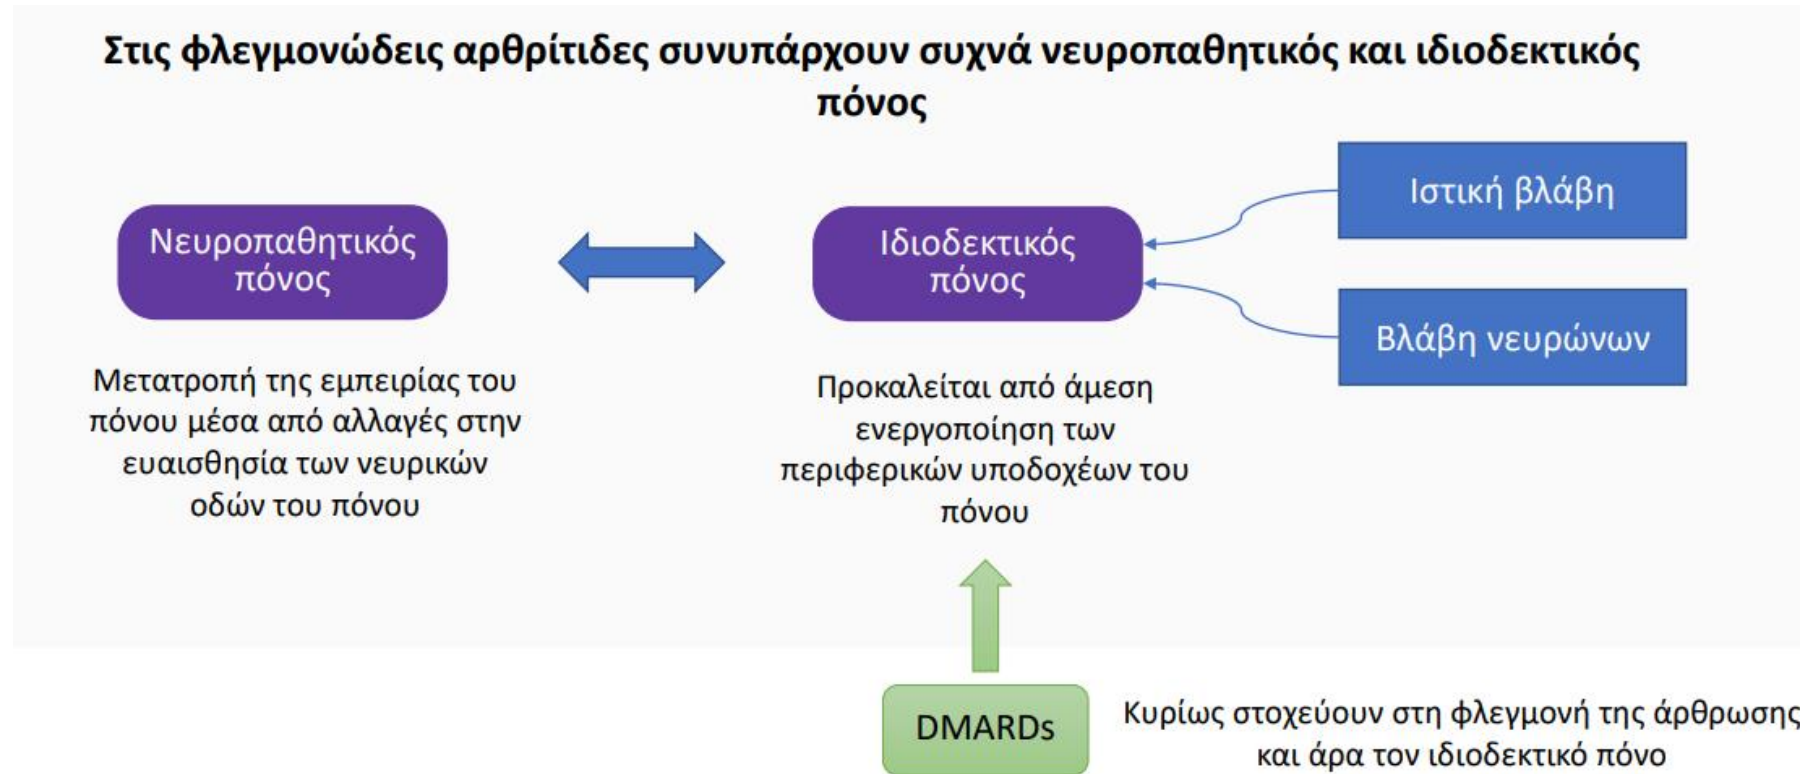 Στις φλεγμονώδεις αρθρίτιδες συνυπάρχουν συχνά νευροπαθητικός και ιδιοδεκτικός
πόνος
Νευροπαθητικός
πόνος
Ιδιοδεκτικός
πόνος
Ιστική βλάβη
Βλάβη νευρώνων
Μετατροπή της εμπειρίας του
πόνου μέσα από αλλαγές στην
ευαισθησία των νευρικών
οδών του πόνου
Προκαλείται από άμεση
ενεργοποίηση των
περιφερικών υποδοχέων του
πόνου
DMARDs
Κυρίως στοχεύουν στη φλεγμονή της άρθρωσης
και άρα τον ιδιοδεκτικό πόνο